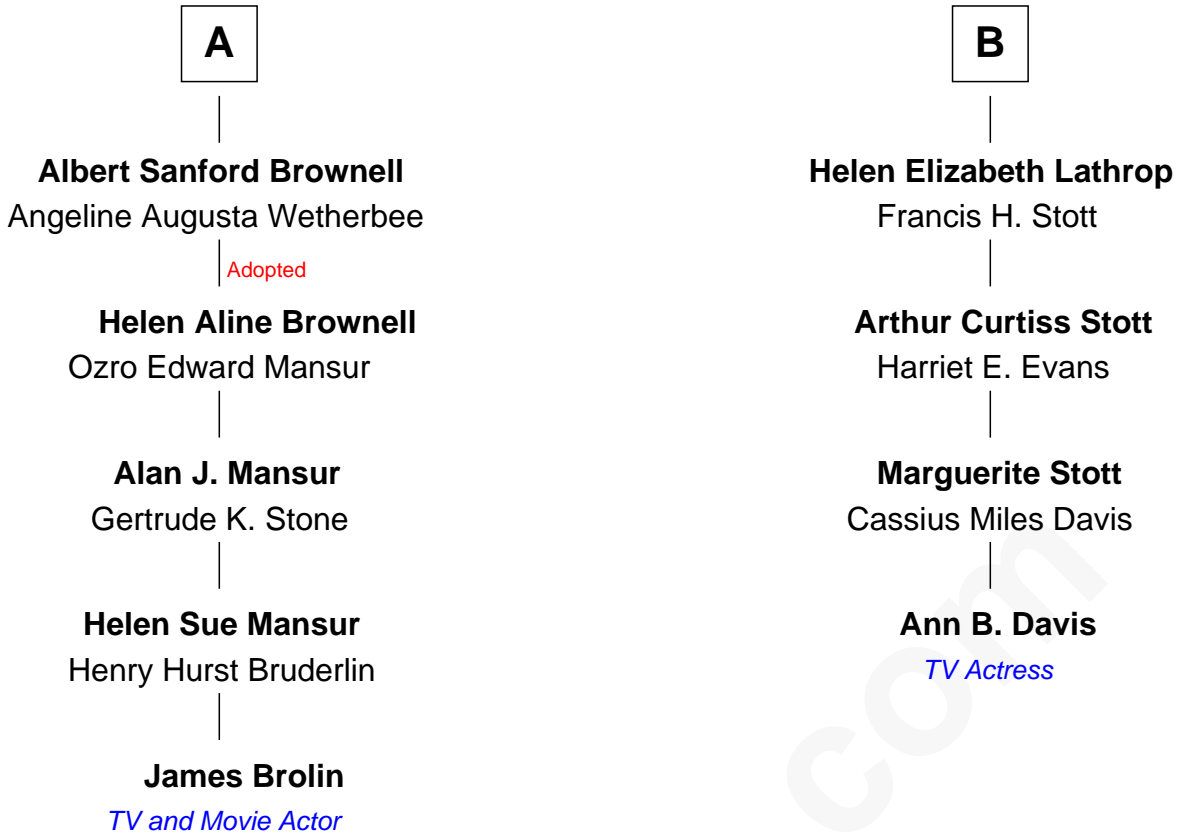 A
Albert Sanford Brownell
Angeline Augusta Wetherbee
Adopted
Helen Aline Brownell
Ozro Edward Mansur
Alan J. Mansur
Gertrude K. Stone
Helen Sue Mansur
Henry Hurst Bruderlin
James Brolin
TV and Movie Actor
B
Helen Elizabeth Lathrop
Francis H. Stott
Arthur Curtiss Stott
Harriet E. Evans
Marguerite Stott
Cassius Miles Davis
Ann B. Davis
TV Actress
com